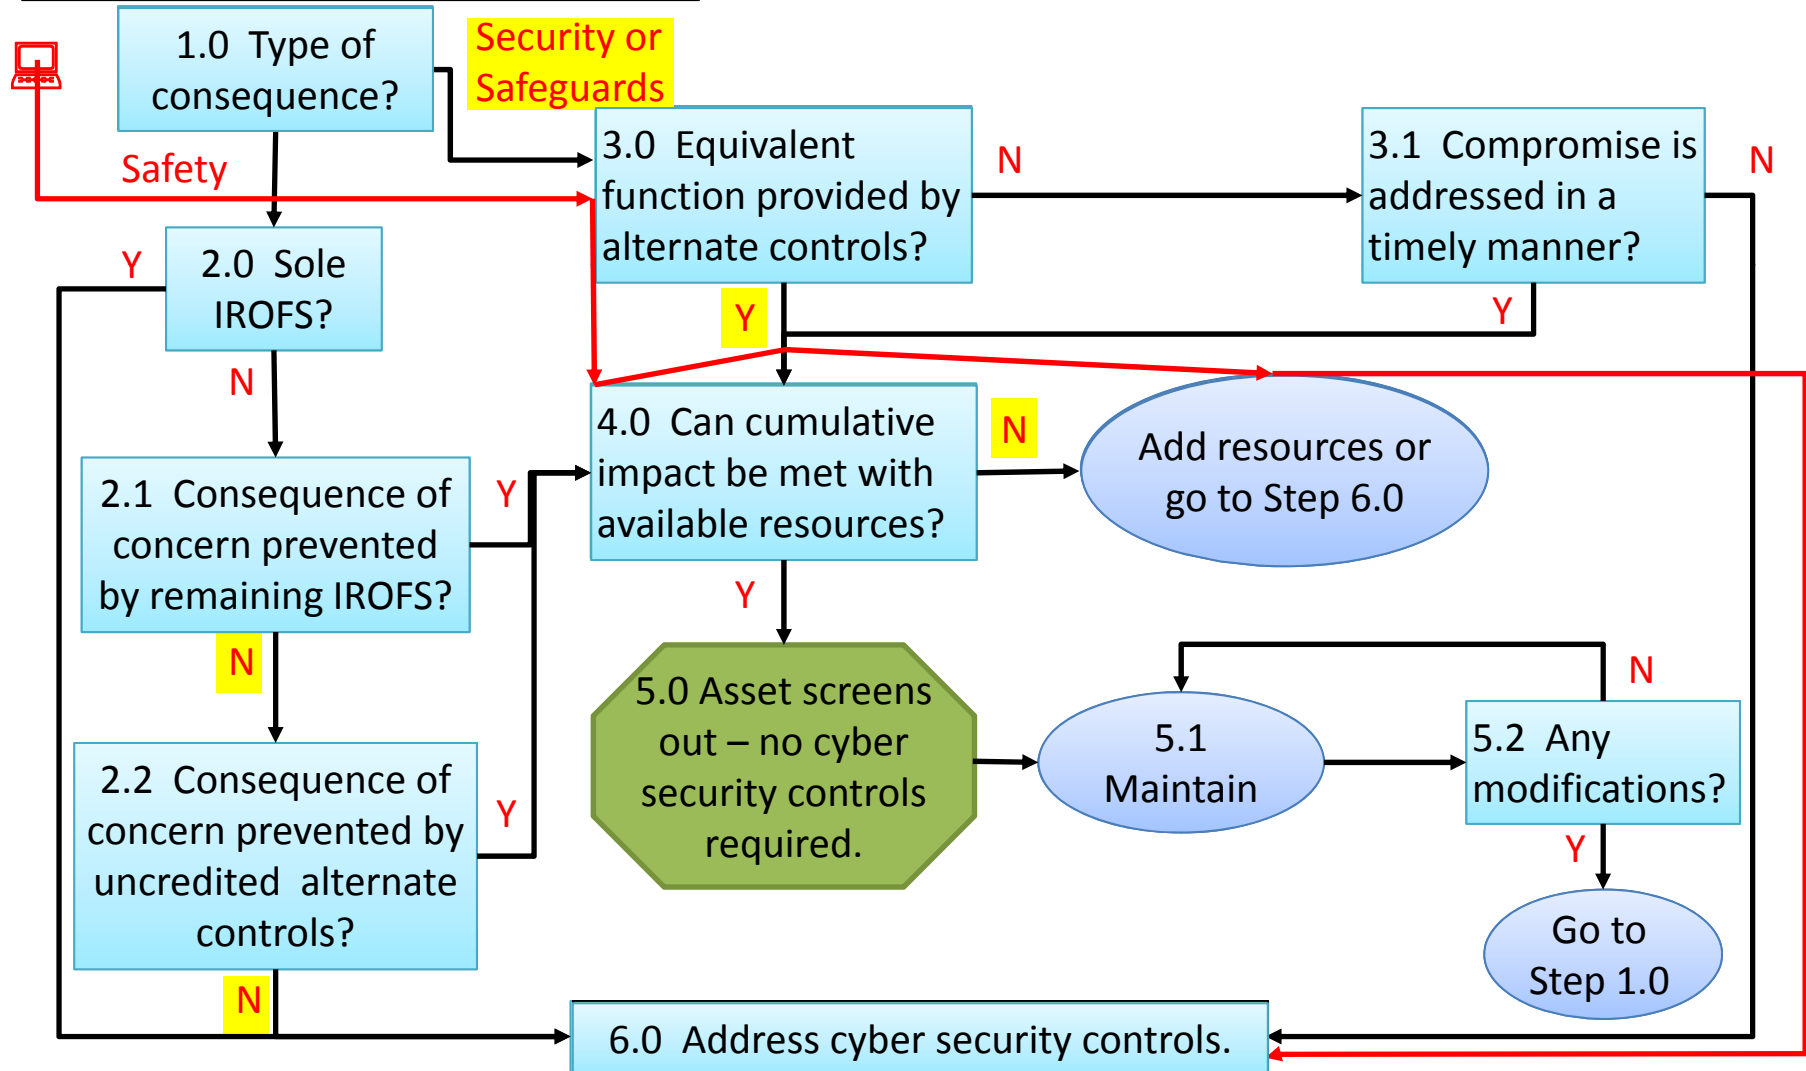 1.0 Type of
consequence?
Security or
Safeguards
Safety
3.0 Equivalent
function provided by
alternate controls?
N
3.1 Compromise is
addressed in a
timely manner?
N
Y
2.0 Sole
IROFS?
Y
Y
N
4.0 Can cumulative
impact be met with
available resources?
N
Add resources or
go to Step 6.0
2.1 Consequence of
concern prevented
by remaining IROFS?
Y
Y
N
5.0 Asset screens
out – no cyber
security controls
required.
5.1
Maintain
N
5.2 Any
modifications?
2.2 Consequence of
concern prevented by
uncredited alternate
controls?
Y
Y
Go to
Step 1.0
N
6.0 Address cyber security controls.